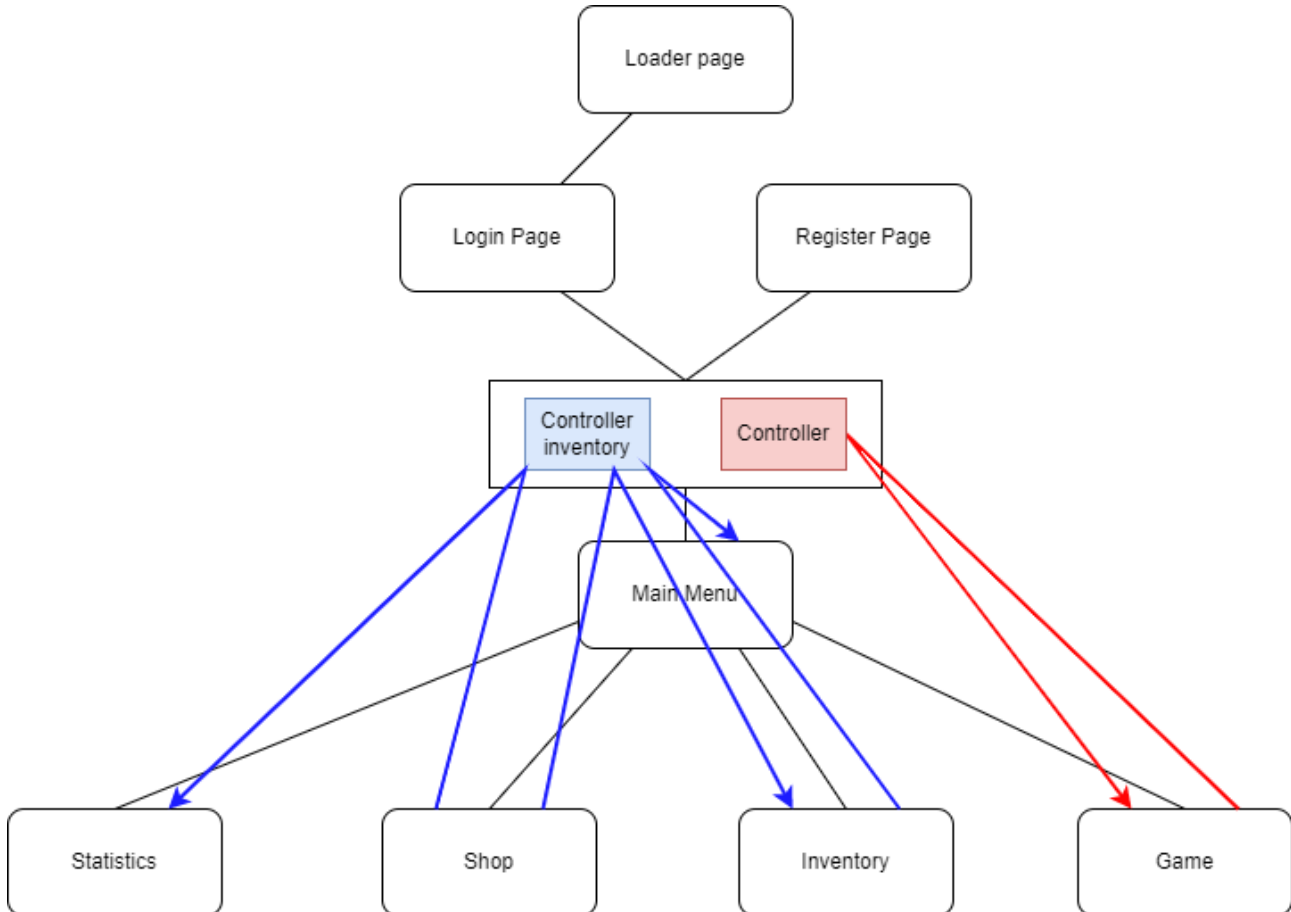 Loader page
Login Page
Register Page
Controller
inventory
Controller
Main Menu
Statistics
Shop
Inventory
Game